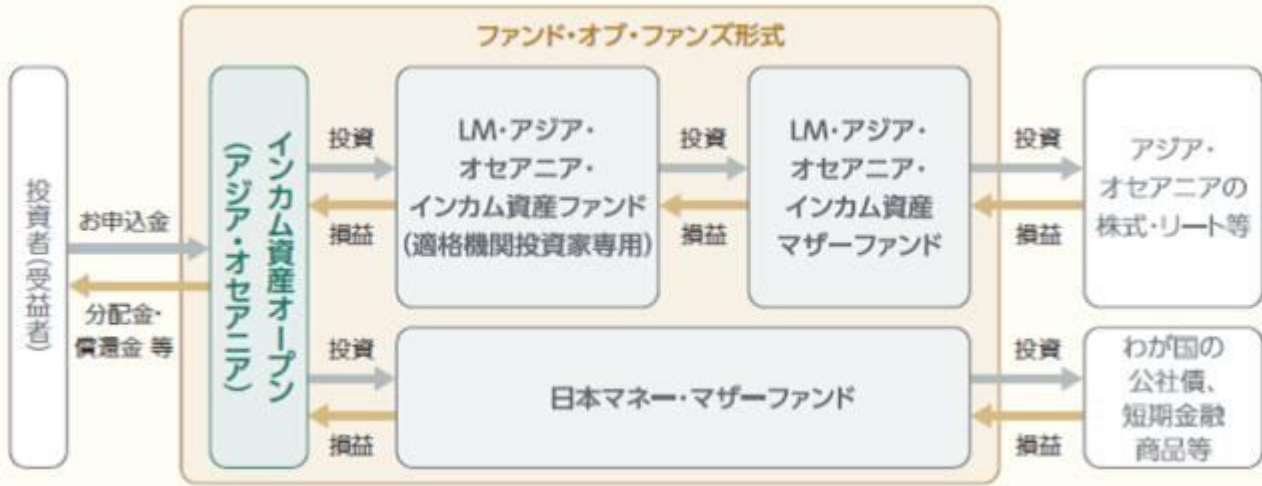 ファンド・オブ・ファンズ形式
投資者(受益者)
お申込金
分配金・
償還金 等
インカム資産オープン
(アジア・オセアニア)
投資
損益
LM・アジア・
オセアニア・
インカム資産ファンド
(適格機関投資家専用)
投資
損益
LM・アジア・
オセアニア・
インカム資産
マザーファンド
投資
損益
アジア・
オセアニアの
株式・リート等
投資
損益
日本マネー・マザーファンド
投資
損益
わが国の
公社債、
短期金融
商品等